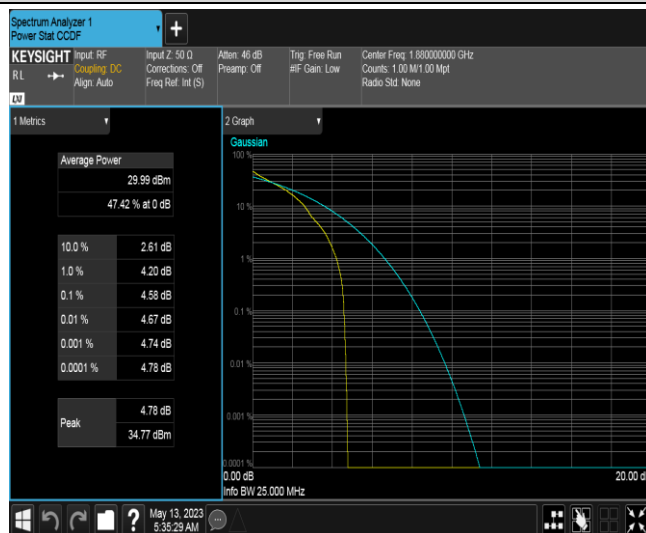 Spectrum Analyzer 1
Power Stat CCDF
+
KEYSIGHT
RL
LXI
Input: RF
Coupling: DC
Align: Auto
Input Z: 50 Ω
Corrections: Off
Freq Ref: Int (S)
Atten: 46 dB
Preamp: Off
Trig: Free Run
#IF Gain: Low
Center Freq: 1.880000000 GHz
Counts: 1.00 M/1.00 Mpt
Radio Std: None
1 Metrics
Average Power
29.99 dBm
47.42 % at 0 dB
10.0 % 2.61 dB
1.0 % 4.20 dB
0.1 % 4.58 dB
0.01 % 4.67 dB
0.001 % 4.74 dB
0.0001 % 4.78 dB
Peak
4.78 dB
34.77 dBm
2 Graph
Gaussian
100 %
10 %
1 %
0.1 %
0.01 %
0.001 %
0.0001 %
0.00 dB
20.00 d
Info BW 25.000 MHz
?
May 13, 2023
5:35:29 AM